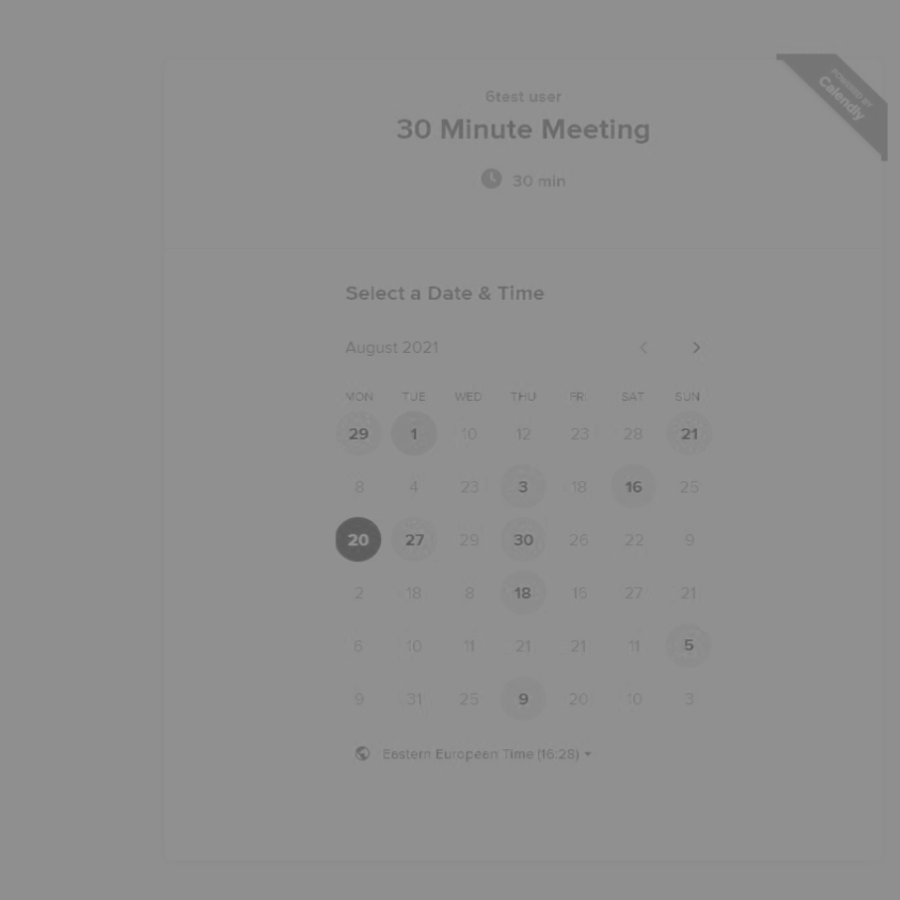 POWERED BY
Calendly
6test user
30 Minute Meeting
30 min
Select a Date & Time
August 2021
MON TUE WED THU FRI SAT SUN
29 1 10 12 23 28 21
8 4 23 3 18 16 25
20 27 29 30 26 22 9
2 18 8 18 15 27 21
6 10 11 21 21 11 5
9 31 25 9 20 10 3
Eastern European Time (16:28)